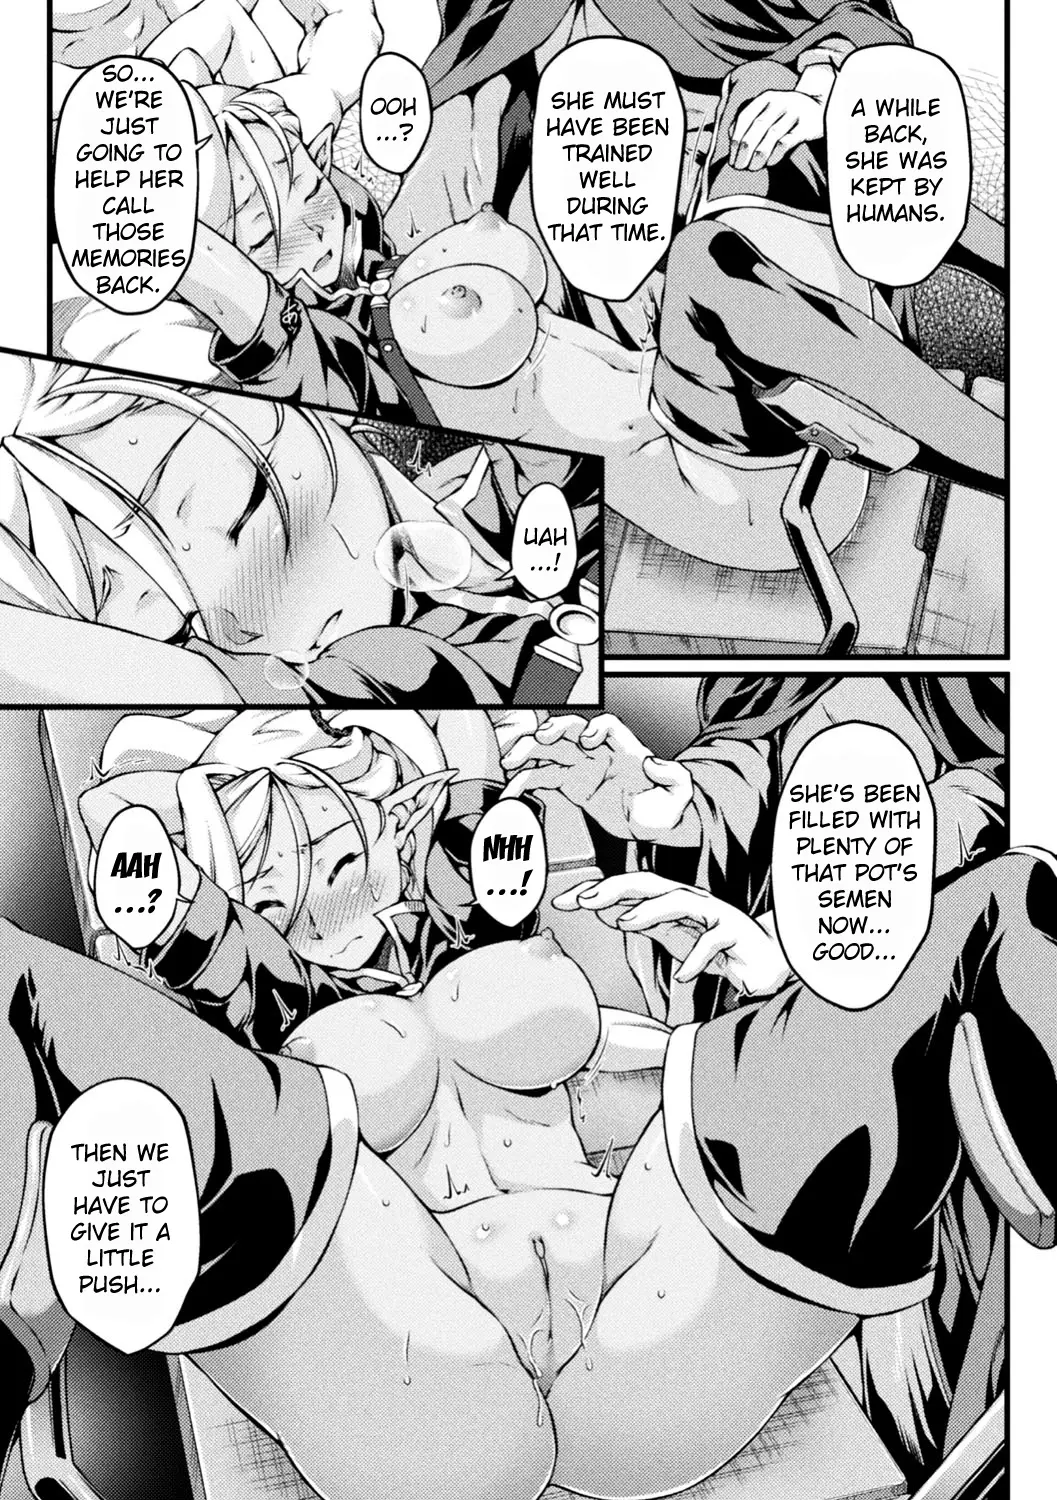 A WHILE
BACK,
SHE WAS
KEPT BY
HUMANS.
SHE MUST
HAVE BEEN
TRAINED
WELL
DURING
THAT TIME.
OOH
...?
SO...
WE'RE
JUST
GOING TO
HELP HER
CALL
THOSE
MEMORIES
BACK.
あッ
UAH
...!
SHE'S BEEN
FILLED WITH
PLENTY OF
THAT POT'S
SEMEN
NOW...
GOOD...
NHH
...!
AAH
...?
THEN WE
JUST
HAVE TO
GIVE IT A
LITTLE
PUSH...